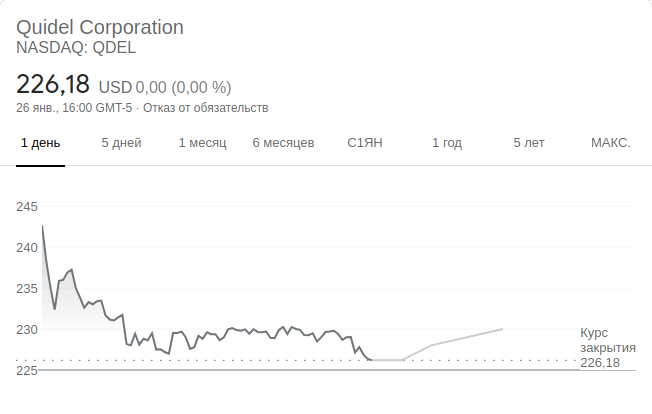 Quidel Corporation
NASDAQ: QDEL
226,18 USD 0,00 (0,00 %)
26 янв., 16:00 GMT-5 · Отказ от обязательств
1 день 5 дней 1 месяц 6 месяцев С1ЯН 1 год 5 лет МАКС.
245
240
235
230
225
Курс
закрытия
226,18